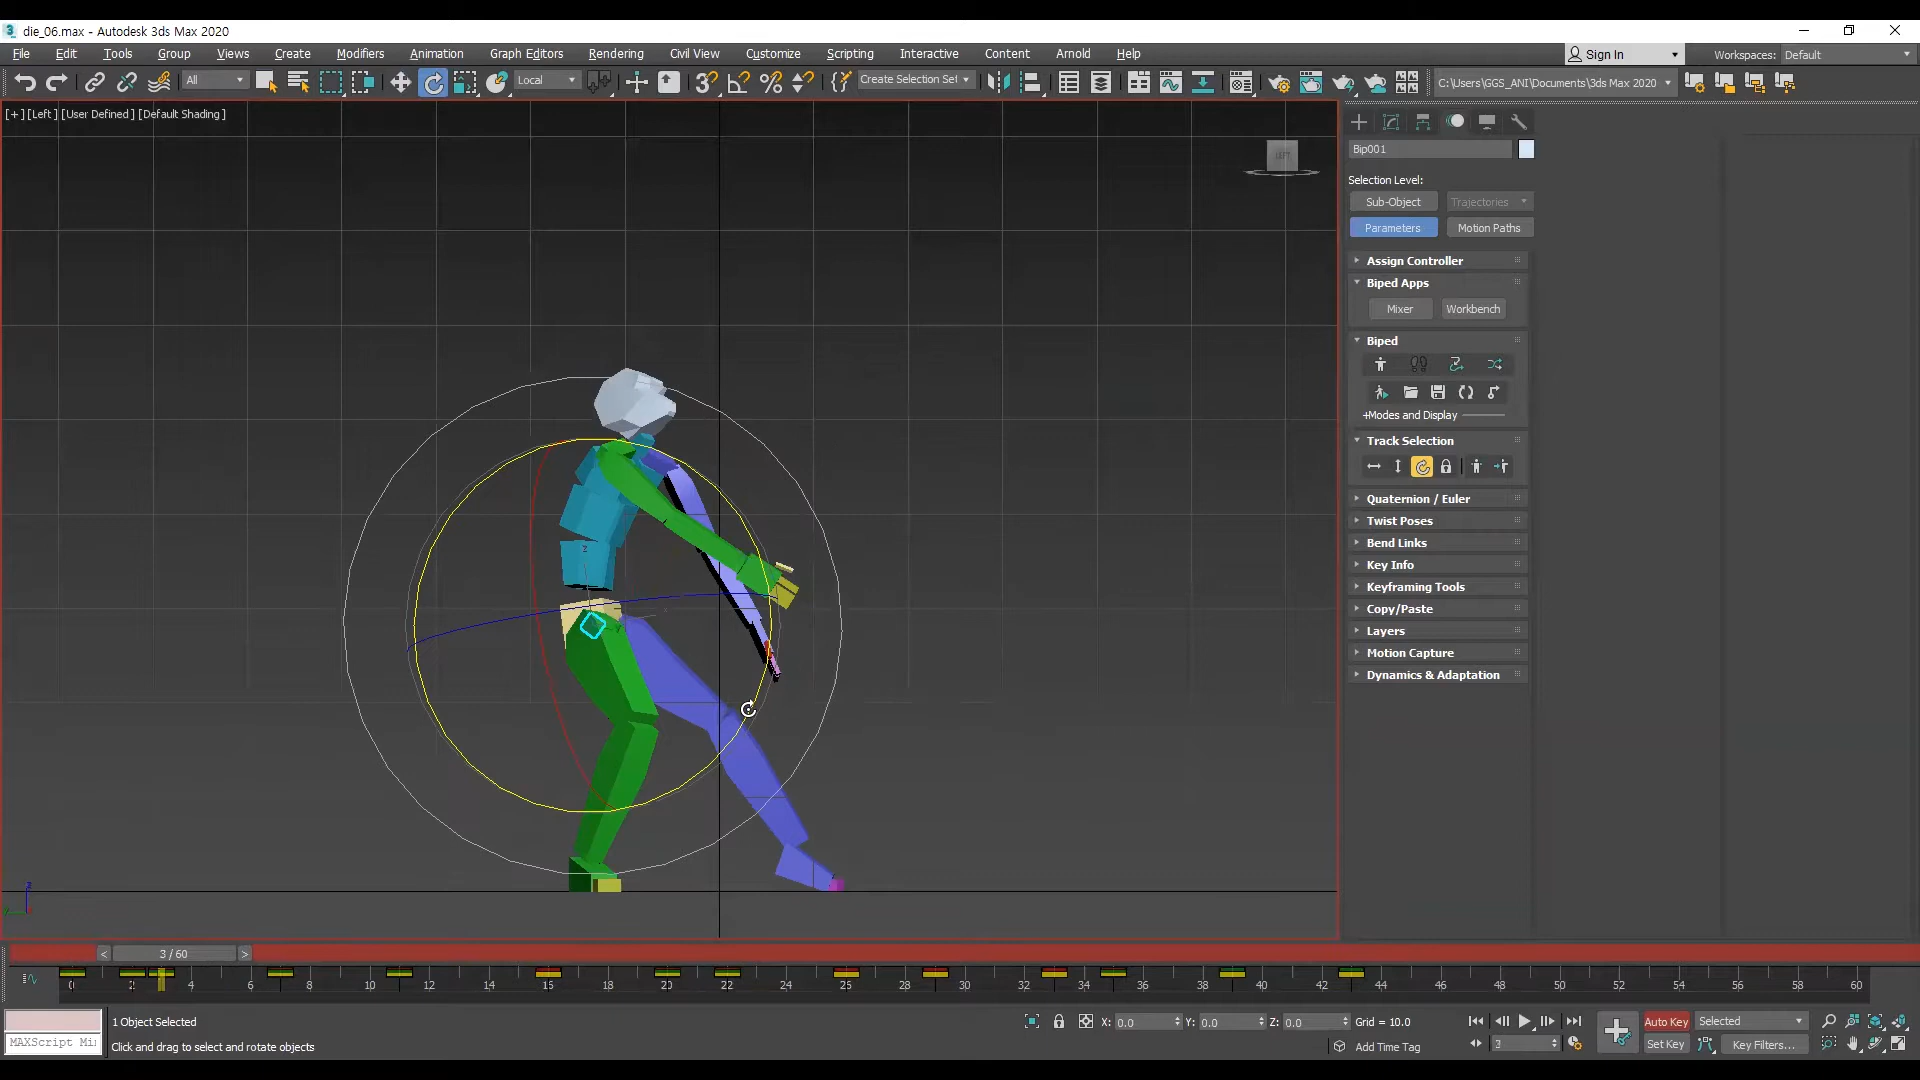 die_06.max - Autodesk 3ds Max 2020
File Edit Tools Group Views Create Modifiers Animation Graph Editors Rendering Civil View Customize Scripting Interactive Content Arnold Help
Sign In
Workspaces: Default
All
Local
Create Selection Set
C:\Users\GGS_ANI\Documents\3ds Max 2020
[+] [Left] [User Defined] [Default Shading]
LEFT
Bip001
Selection Level:
Sub-Object Trajectories
Parameters Motion Paths
Assign Controller
Biped Apps
Mixer Workbench
Biped
+Modes and Display
Track Selection
Quaternion / Euler
Twist Poses
Bend Links
Key Info
Keyframing Tools
Copy/Paste
Layers
Motion Capture
Dynamics & Adaptation
z
< 3 / 60 >
0 2 4 6 8 10 12 14 16 18 20 22 24 26 28 30 32 34 36 38 40 42 44 46 48 50 52 54 56 58 60
1 Object Selected
X: 0.0 Y: 0.0 Z: 0.0 Grid = 10.0
Auto Key Selected
MAXScript Mi
Click and drag to select and rotate objects
Add Time Tag
3
Set Key Key Filters...